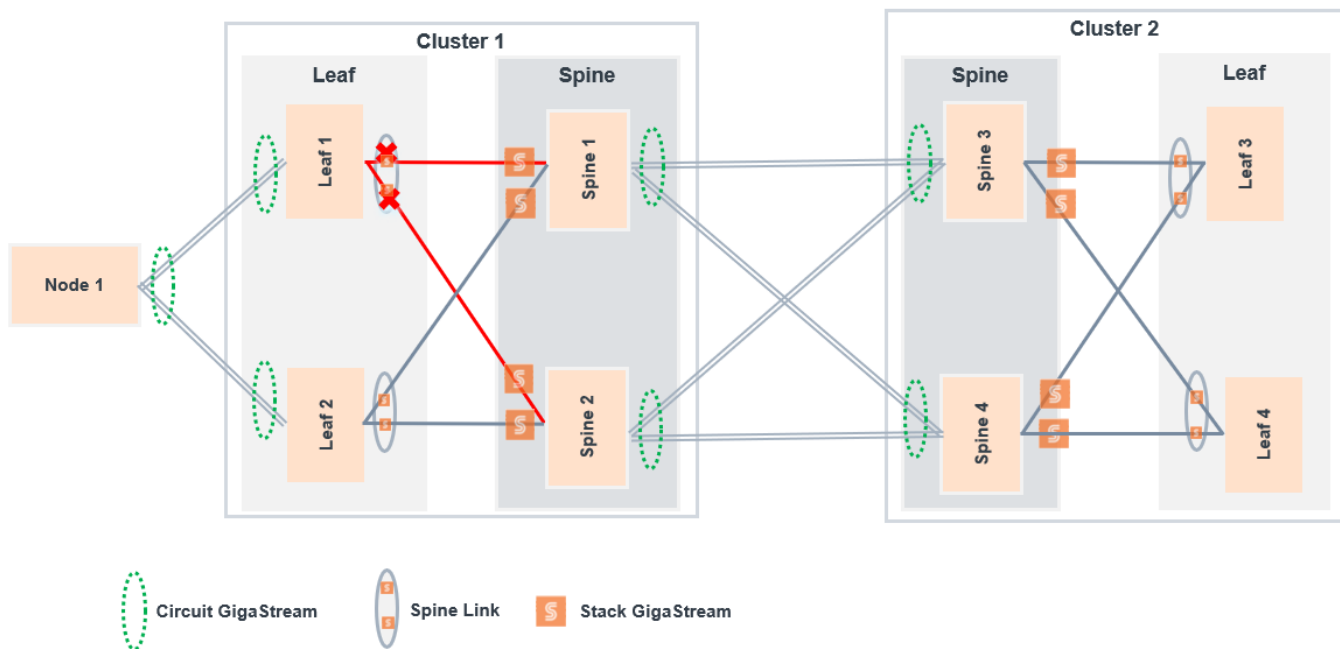 Cluster 1
Cluster 2
Leaf
Spine
Spine
Leaf
Leaf 1
Spine 1
Spine 3
Leaf 3
Node 1
Leaf 2
Spine 2
Spine 4
Leaf 4
Circuit GigaStream
Spine Link
Stack GigaStream